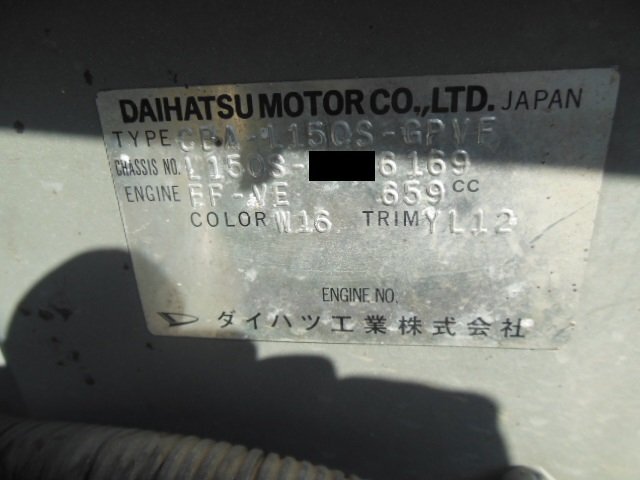 DAIHATSU MOTOR CO.,LTD. JAPAN
TYPE CBA-L150S-GPVF
CHASSIS NO. L150S- 6169
ENGINE EF-VE 659 CC
COLOR W16 TRIM YL12
ENGINE NO.
ダイハツ工業株式会社